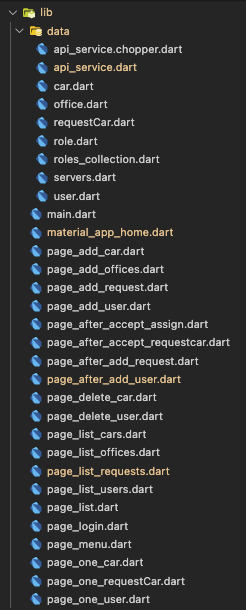 lib
data
api_service.chopper.dart
api_service.dart
car.dart
office.dart
requestCar.dart
role.dart
roles_collection.dart
servers.dart
user.dart
main.dart
material_app_home.dart
page_add_car.dart
page_add_offices.dart
page_add_request.dart
page_add_user.dart
page_after_accept_assign.dart
page_after_accept_requestcar.dart
page_after_add_request.dart
page_after_add_user.dart
page_delete_car.dart
page_delete_user.dart
page_list_cars.dart
page_list_offices.dart
page_list_requests.dart
page_list_users.dart
page_list.dart
page_login.dart
page_menu.dart
page_one_car.dart
page_one_requestCar.dart
page_one_user.dart